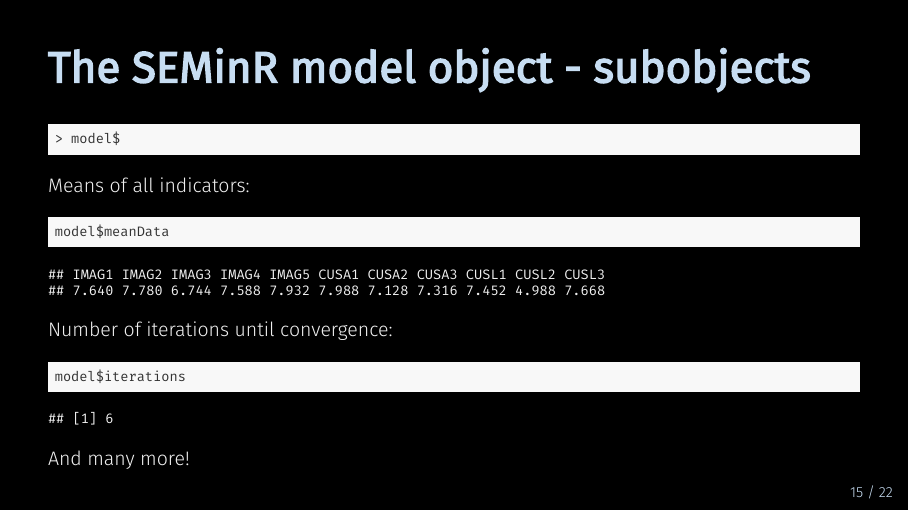 The SEMinR model object - subobjects
> model$
Means of all indicators:
model$meanData
## IMAG1 IMAG2 IMAG3 IMAG4 IMAG5 CUSA1 CUSA2 CUSA3 CUSL1 CUSL2 CUSL3
## 7.640 7.780 6.744 7.588 7.932 7.988 7.128 7.316 7.452 4.988 7.668
Number of iterations until convergence:
model$iterations
## [1] 6
And many more!
15 / 22